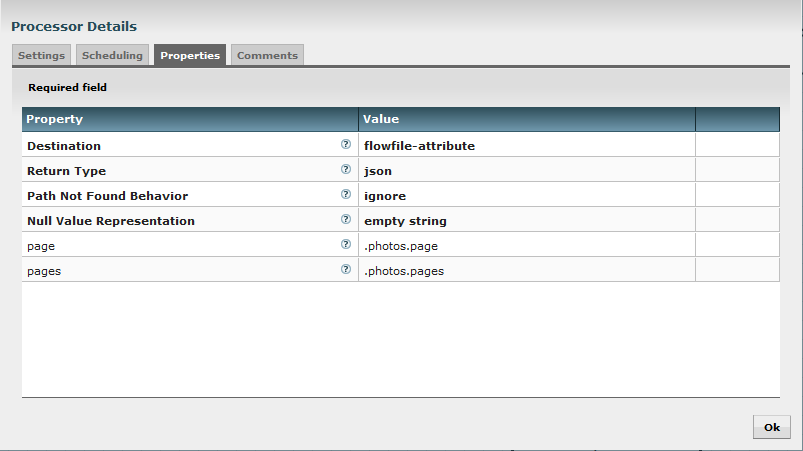 Processor Details
Settings Scheduling Properties Comments
Required field
Property Value
Destination ? flowfile-attribute
Return Type ? json
Path Not Found Behavior ? ignore
Null Value Representation ? empty string
page ? .photos.page
pages ? .photos.pages
Ok